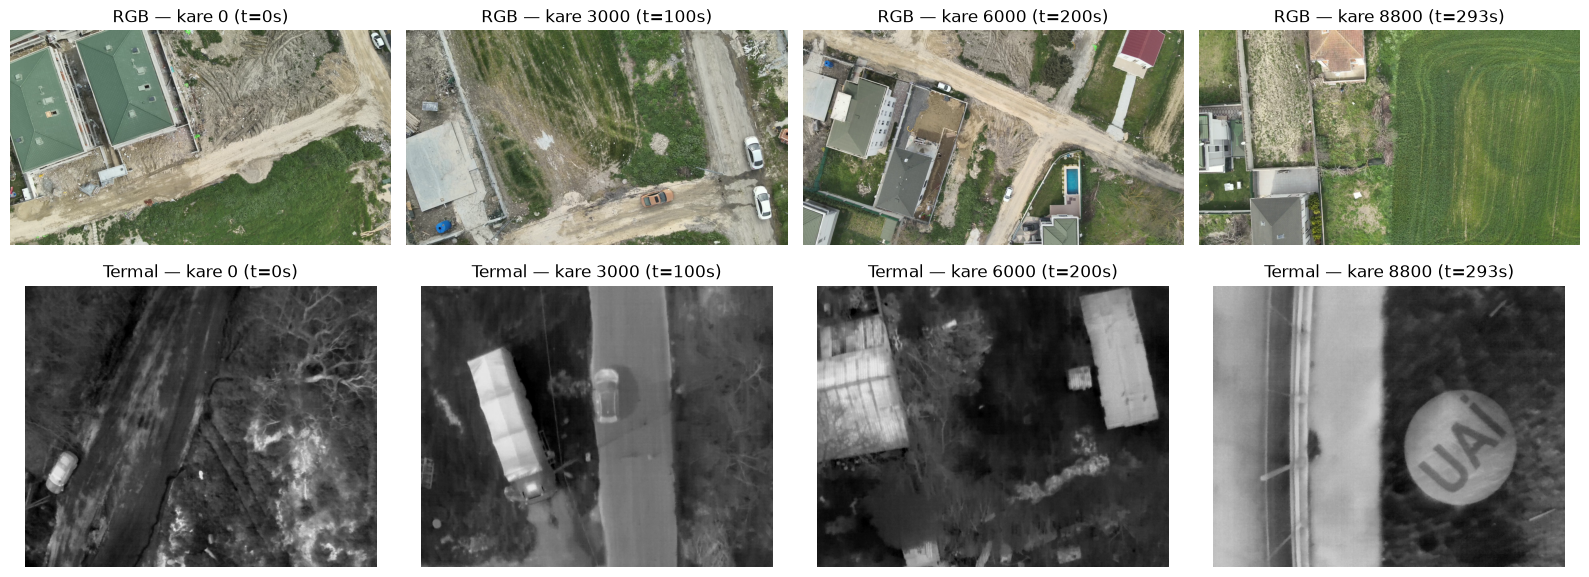 RGB — kare 0 (t=0s)
RGB — kare 3000 (t=100s)
RGB — kare 6000 (t=200s)
RGB — kare 8800 (t=293s)
Termal — kare 0 (t=0s)
Termal — kare 3000 (t=100s)
Termal — kare 6000 (t=200s)
Termal — kare 8800 (t=293s)
UAİ